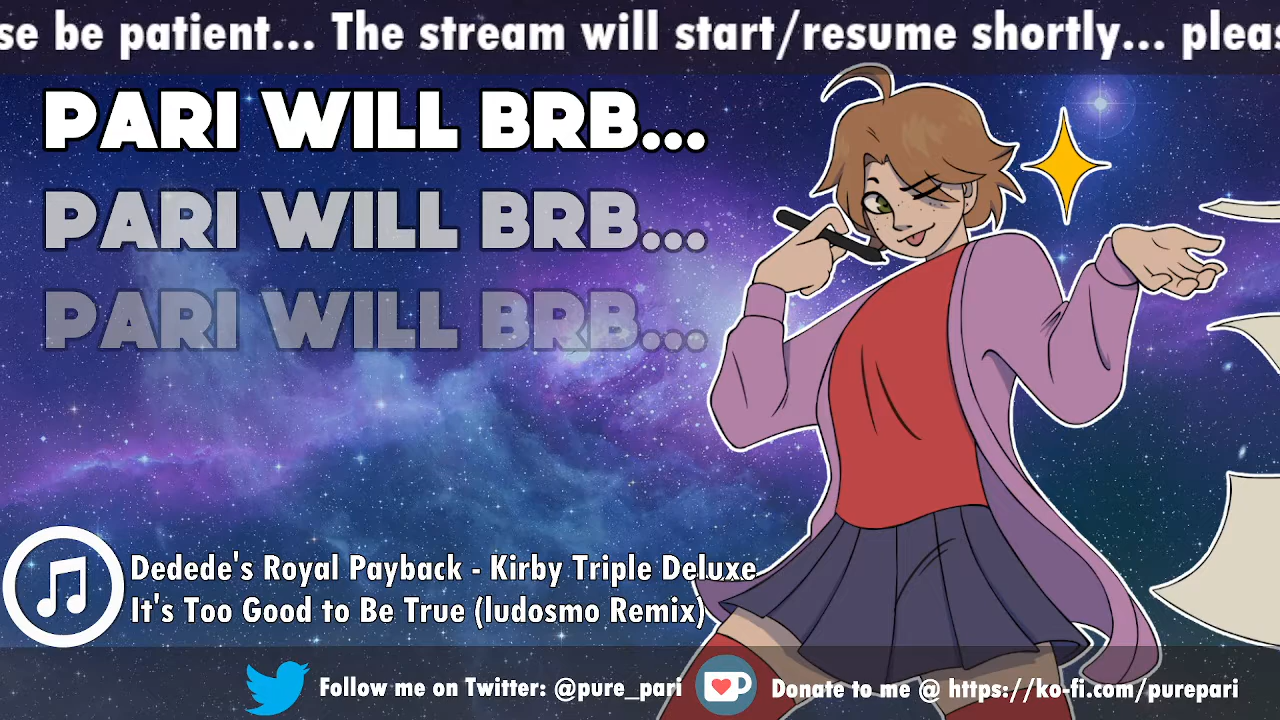 se be patient... The stream will start/resume shortly... pleas
PARI WILL BRB...
PARI WILL BRB...
PARI WILL BRB...
Dedede's Royal Payback - Kirby Triple Deluxe
It's Too Good to Be True (ludosmo Remix)
Follow me on Twitter: @pure_pari
Donate to me @ https://ko-fi.com/purepari